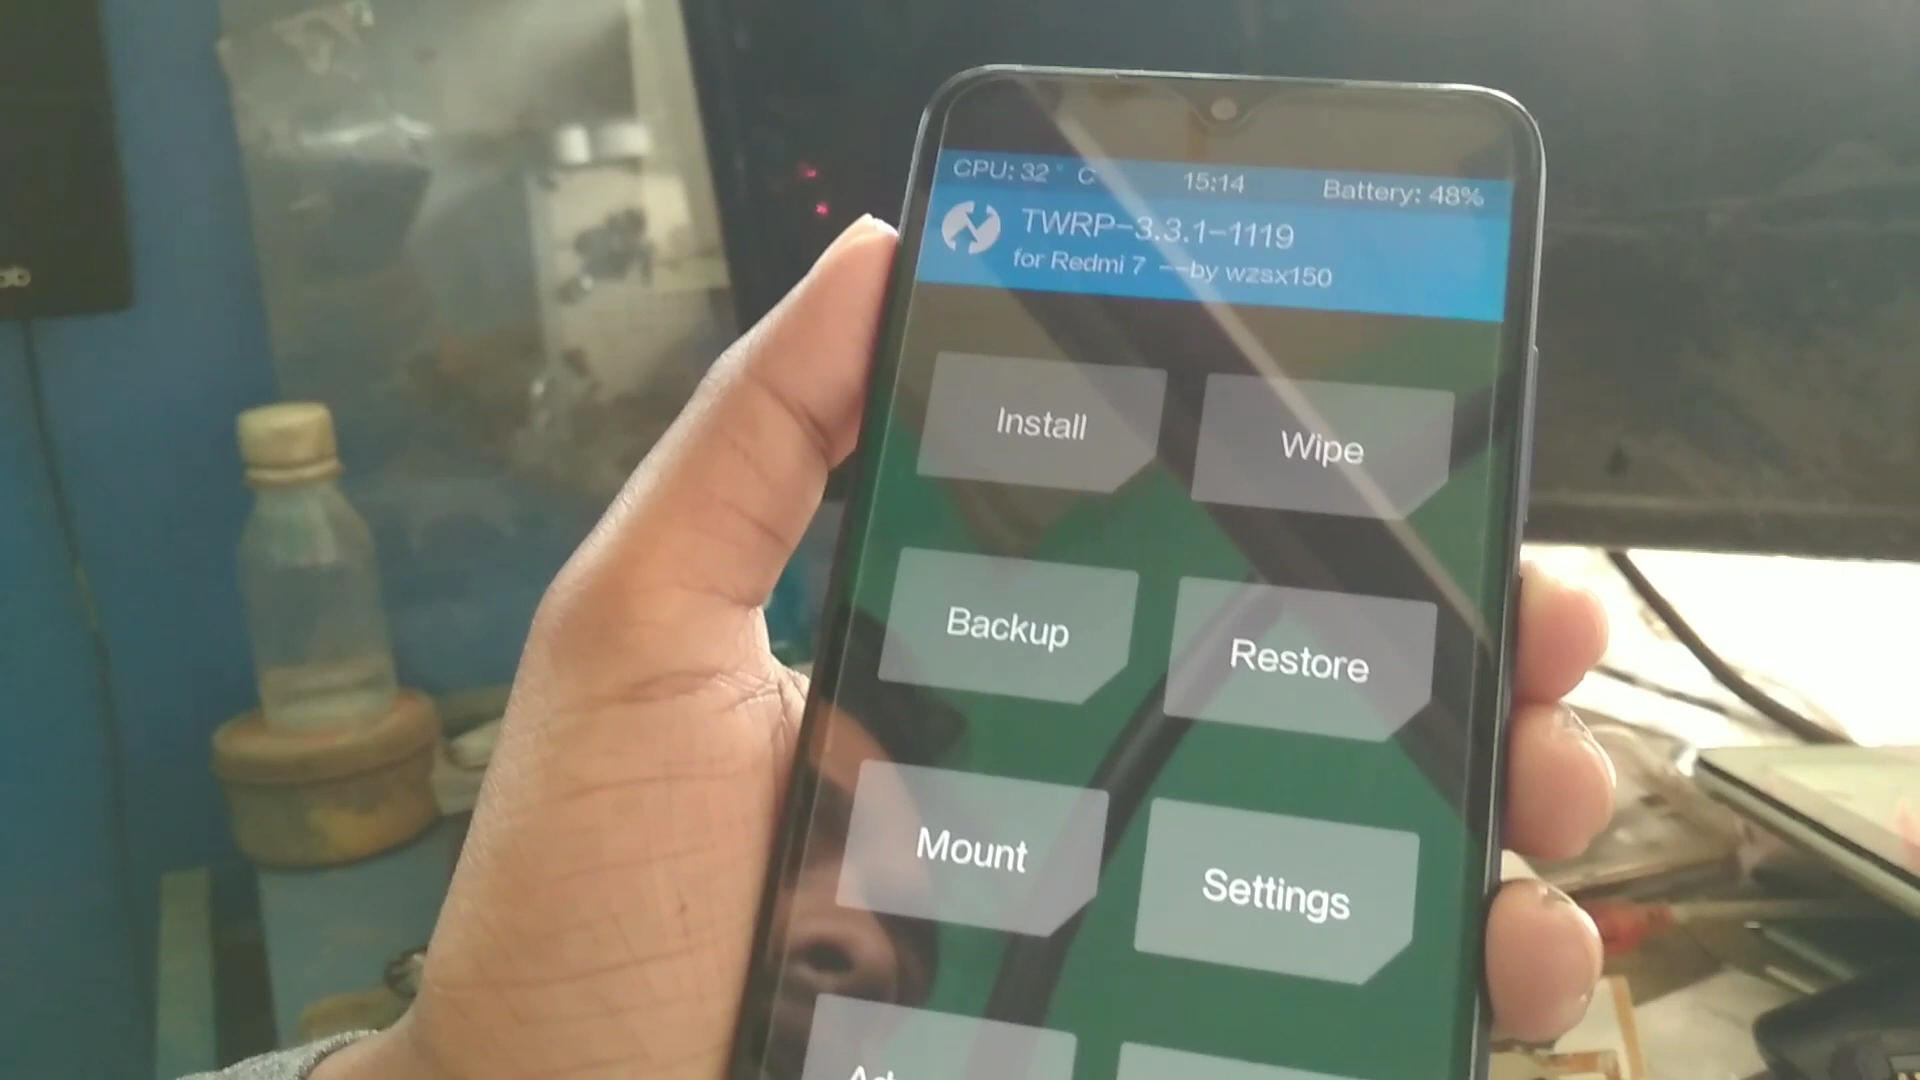 CPU: 32 ° C 15:14 Battery: 48%
TWRP-3.3.1-1119
for Redmi 7 --by wzsx150
Install Wipe
Backup Restore
Mount Settings